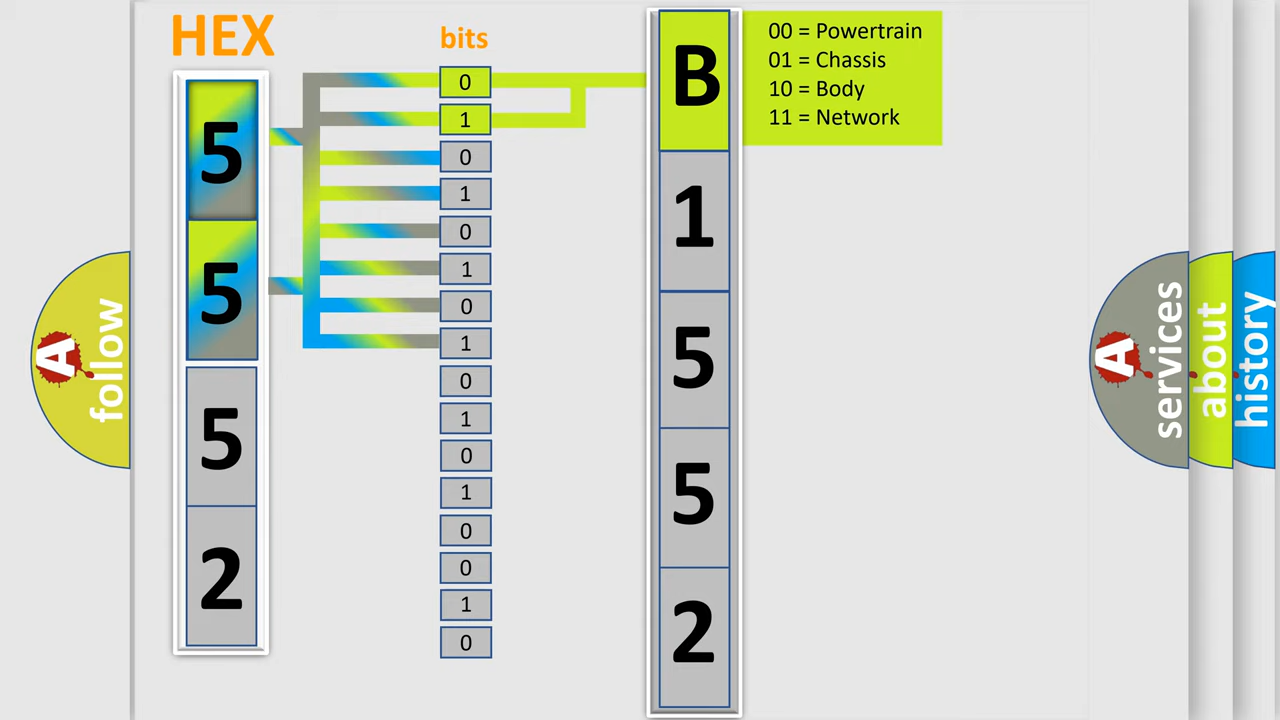 HEX
bits
5
5
5
2
0
1
0
1
0
1
0
1
0
1
0
1
0
0
1
0
B
1
5
5
2
00 = Powertrain
01 = Chassis
10 = Body
11 = Network
A
follow
A
services
about
history